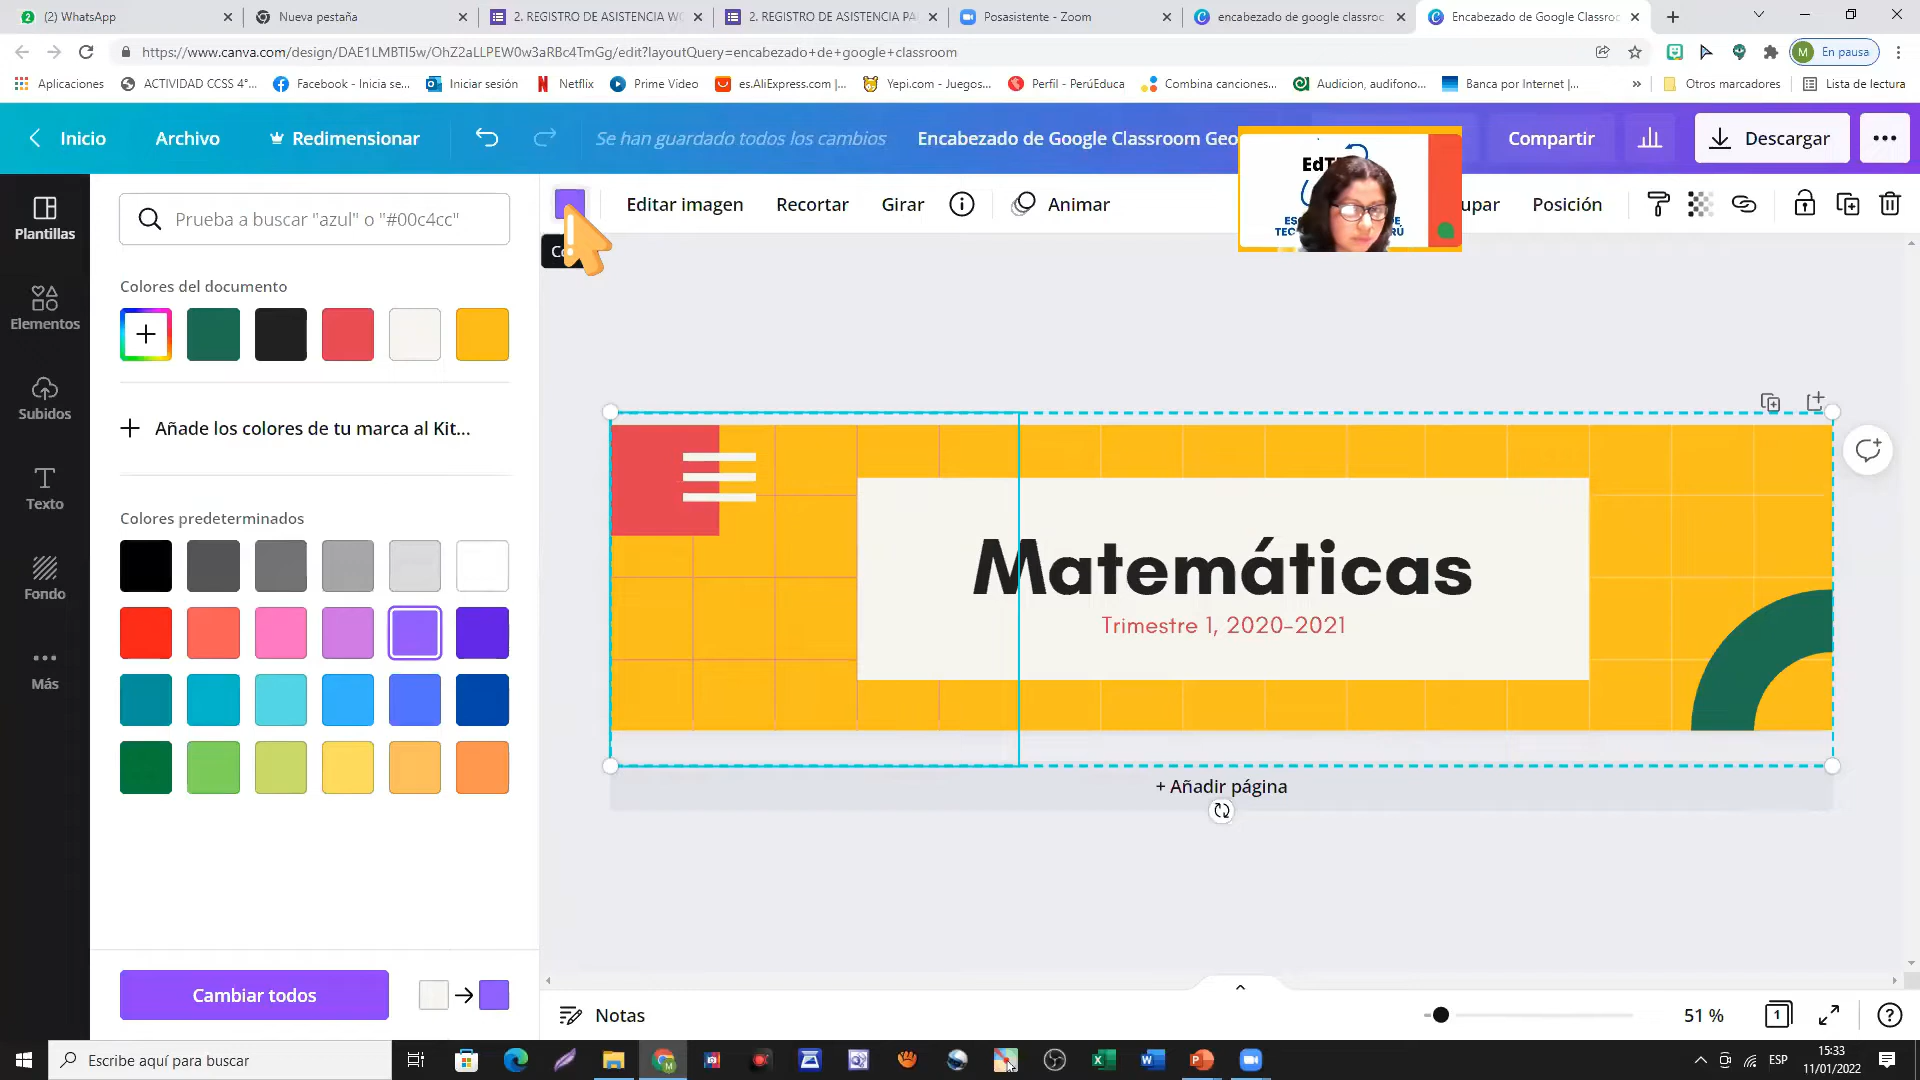 (2) WhatsApp
Nueva pestaña
2. REGISTRO DE ASISTENCIA WO
2. REGISTRO DE ASISTENCIA PA
Posasistente - Zoom
encabezado de google classroc
Encabezado de Google Classroo
https://www.canva.com/design/DAE1LMBTI5w/OhZ2aLLPEW0w3aRBc4TmGg/edit?layoutQuery=encabezado+de+google+classroom
M
En pausa
Aplicaciones
ACTIVIDAD CCSS 4°...
Facebook - Inicia se...
Iniciar sesión
Netflix
Prime Video
es.AliExpress.com |...
Yepi.com - Juegos...
Perfil - PerúEduca
Combina canciones...
Audicion, audifono...
Banca por Internet |...
»
Otros marcadores
Lista de lectura
Inicio
Archivo
Redimensionar
Se han guardado todos los cambios
Encabezado de Google Classroom Geo
Compartir
Descargar
Prueba a buscar "azul" o "#00c4cc"
Editar imagen
Recortar
Girar
Animar
upar
Posición
Plantillas
Elementos
Subidos
Texto
Fondo
Más
Colores del documento
Añade los colores de tu marca al Kit...
Colores predeterminados
Cambiar todos
Matemáticas
Trimestre 1, 2020-2021
+ Añadir página
Notas
51 %
1
Escribe aquí para buscar
ESP
15:33
11/01/2022